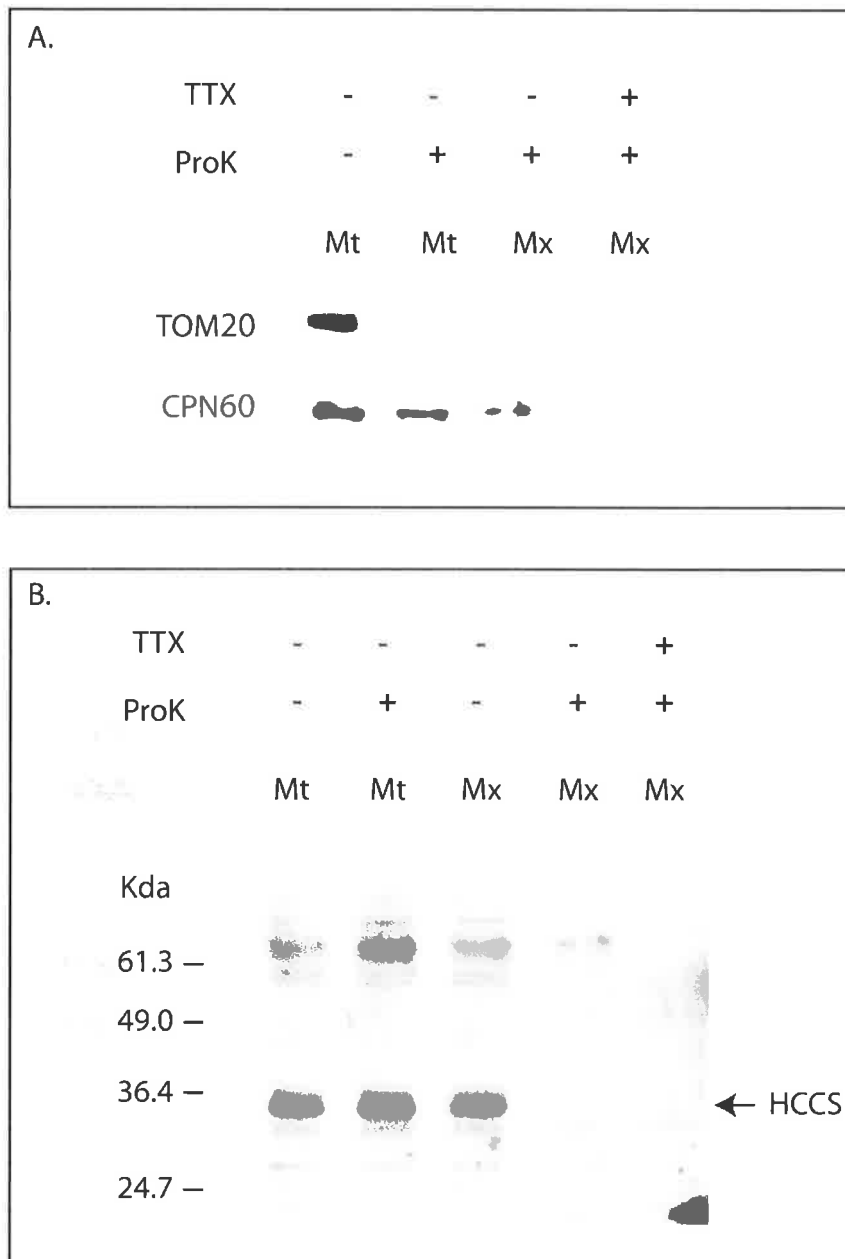 A.
TTX - - - +
ProK - + + +
Mt Mt Mx Mx
TOM20
CPN60
B.
TTX - - - - +
ProK - + - + +
Mt Mt Mx Mx Mx
Kda
61.3 –
49.0 –
36.4 –
← HCCS
24.7 –